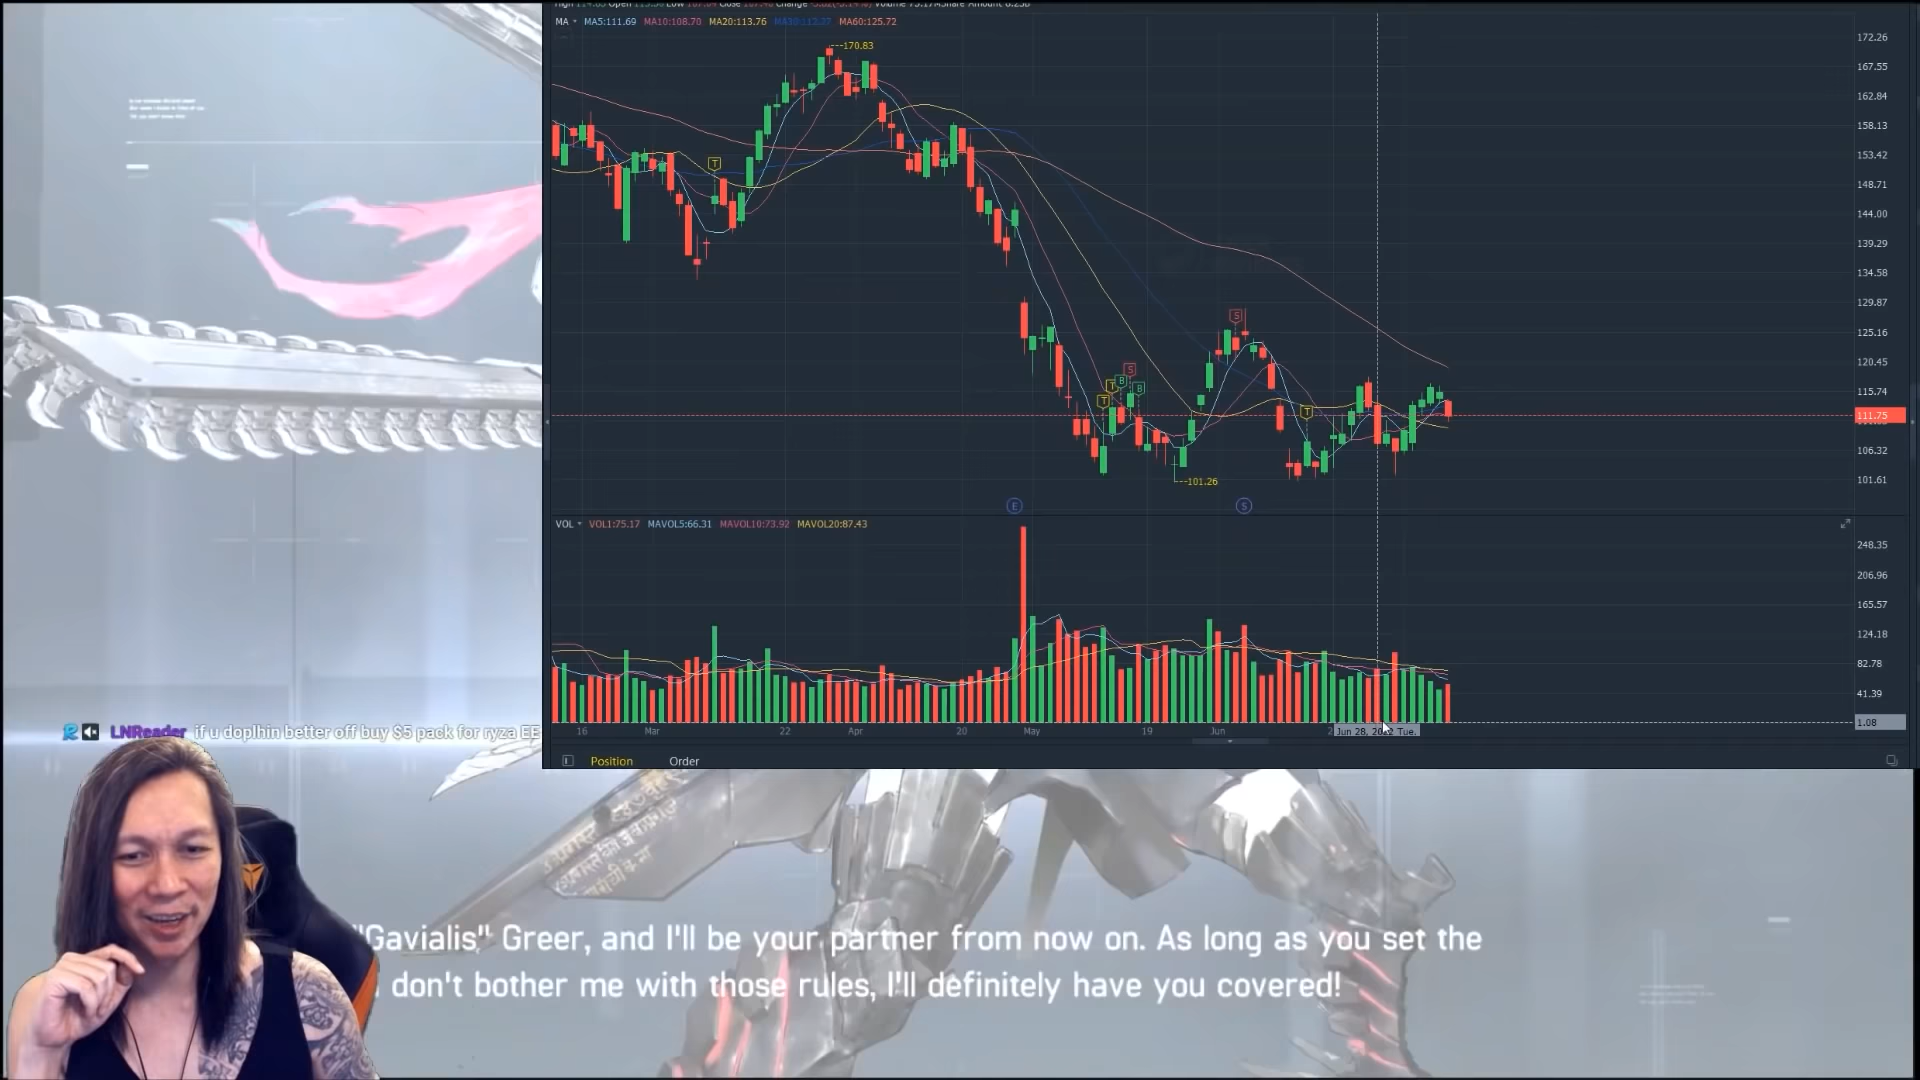 MA MA5:111.69 MA10:108.70 MA20:113.76 MA60:125.72
170.83
T
S
T
T
B
S
B
T
101.26
E
S
172.26
167.55
162.84
158.13
153.42
148.71
144.00
139.29
134.58
129.87
125.16
120.45
115.74
111.75
106.32
101.61
VOL VOL1:75.17 MAVOL5:66.31 MAVOL10:73.92 MAVOL20:87.43
248.35
206.96
165.57
124.18
82.78
41.39
1.08
16 Mar 22 Apr 20 May 19 Jun Jun 28, Tue.
Position Order
LNReader if u doplhin better off buy $5 pack for ryza EE
"Gavialis" Greer, and I'll be your partner from now on. As long as you set the
don't bother me with those rules, I'll definitely have you covered!